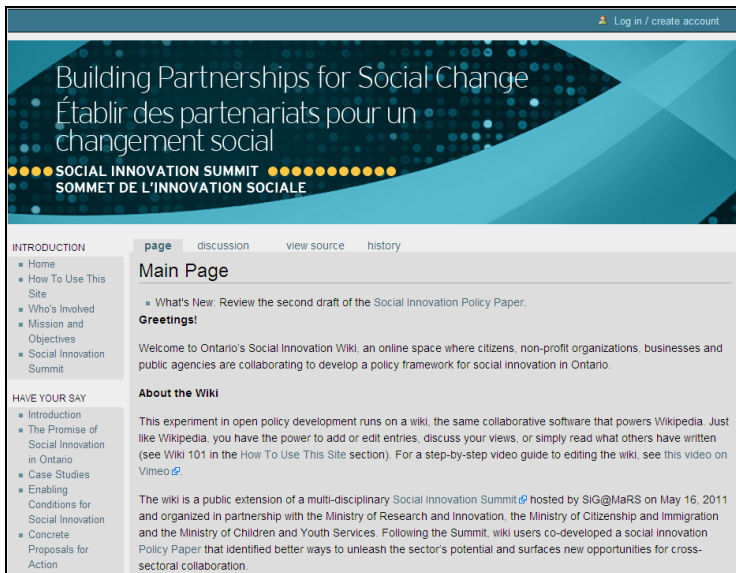 Log in / create account
Building Partnerships for Social Change
Établir des partenariats pour un
changement social
SOCIAL INNOVATION SUMMIT
SOMMET DE L'INNOVATION SOCIALE
INTRODUCTION
Home
How To Use This
Site
Who's Involved
Mission and
Objectives
Social Innovation
Summit
HAVE YOUR SAY
Introduction
The Promise of
Social Innovation
in Ontario
Case Studies
Enabling
Conditions for
Social Innovation
Concrete
Proposals for
Action
page discussion view source history
Main Page
What's New: Review the second draft of the Social Innovation Policy Paper.
Greetings!
Welcome to Ontario's Social Innovation Wiki, an online space where citizens, non-profit organizations, businesses and
public agencies are collaborating to develop a policy framework for social innovation in Ontario.
About the Wiki
This experiment in open policy development runs on a wiki, the same collaborative software that powers Wikipedia. Just
like Wikipedia, you have the power to add or edit entries, discuss your views, or simply read what others have written
(see Wiki 101 in the How To Use This Site section). For a step-by-step video guide to editing the wiki, see this video on
Vimeo.
The wiki is a public extension of a multi-disciplinary Social Innovation Summit hosted by SiG@MaRS on May 16, 2011
and organized in partnership with the Ministry of Research and Innovation, the Ministry of Citizenship and Immigration
and the Ministry of Children and Youth Services. Following the Summit, wiki users co-developed a social innovation
Policy Paper that identified better ways to unleash the sector's potential and surfaces new opportunities for cross-
sectoral collaboration.